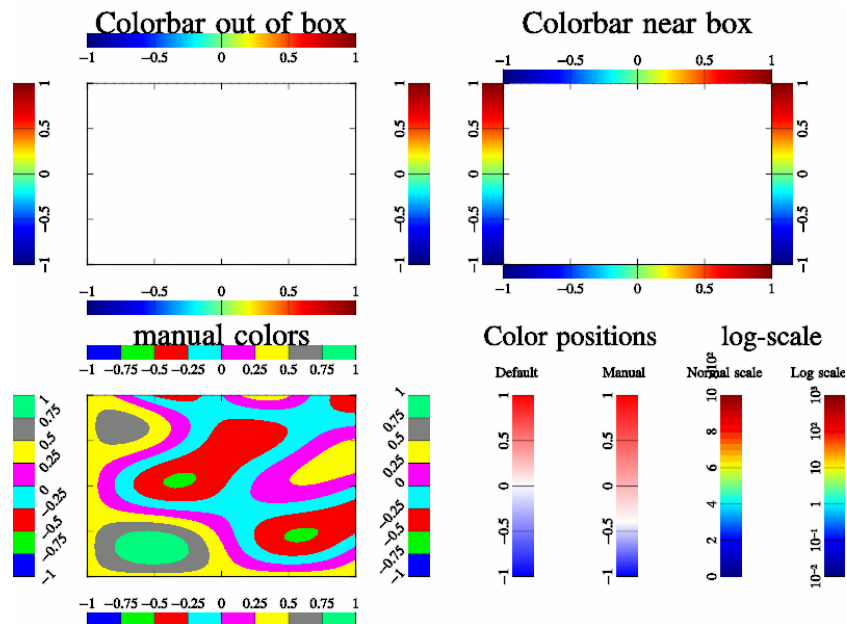 Colorbar out of box
−1 −0.5 0 0.5 1
−1 −0.5 0 0.5 1
−1 −0.5 0 0.5 1
−1 −0.5 0 0.5 1
Colorbar near box
−1 −0.5 0 0.5 1
−1 −0.5 0 0.5 1
−1 −0.5 0 0.5 1
−1 −0.5 0 0.5 1
manual colors
−1 −0.75 −0.5 −0.25 0 0.25 0.5 0.75 1
1 0.75 0.5 0.25 0 −0.25 −0.5 −0.75 −1
1 0.75 0.5 0.25 0 −0.25 −0.5 −0.75 −1
−1 −0.75 −0.5 −0.25 0 0.25 0.5 0.75 1
Color positions
Default
−1 −0.5 0 0.5 1
Manual
−1 −0.5 0 0.5 1
log-scale
Normal scale
0 2 4 6 8 10 ×10²
Log scale
10⁻² 10⁻¹ 1 10 10² 10³